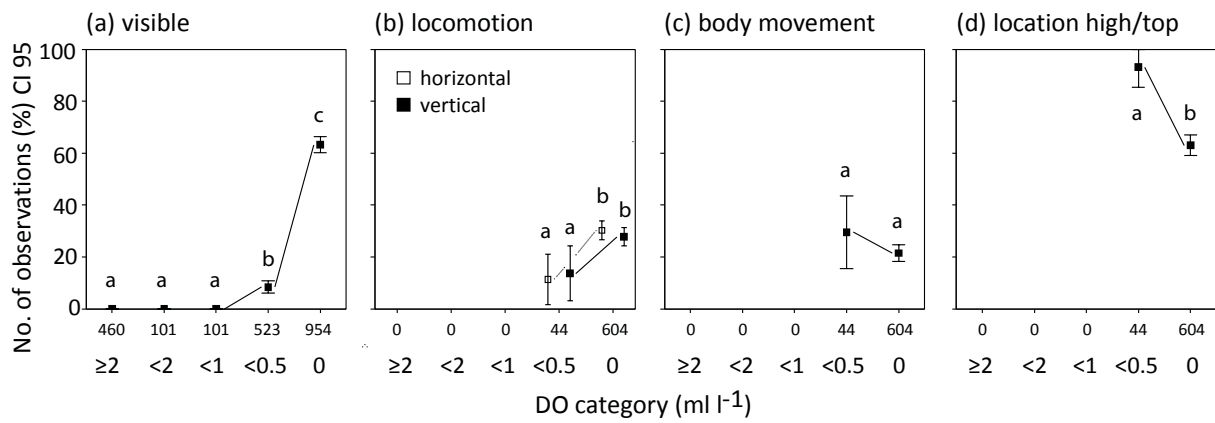 (a) visible (b) locomotion (c) body movement (d) location high/top
No. of observations (%) CI 95
100
80
60
40
20
0
a a a b c
460 101 101 523 954
≥2 <2 <1 <0.5 0
horizontal
vertical
a a b b
0 0 0 44 604
≥2 <2 <1 <0.5 0
a a
0 0 0 44 604
≥2 <2 <1 <0.5 0
a b
0 0 0 44 604
≥2 <2 <1 <0.5 0
DO category (ml l-1)